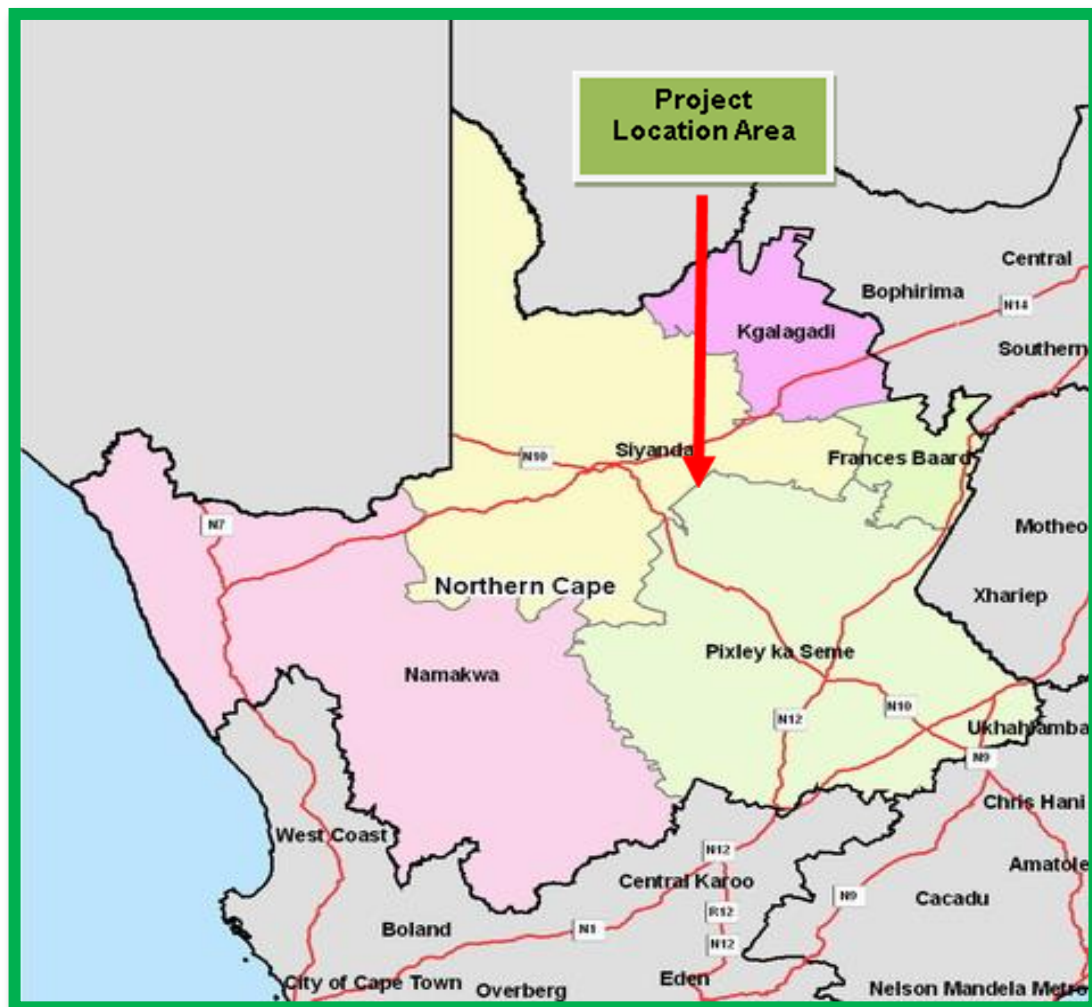 Project
Location Area
Central
Bophirima
N14
Kgalagadi
Southern
Siyanda
N10
Frances Baard
N7
Motheo
Northern Cape
Xhariep
Pixley ka Seme
Namakwa
N10
N12
Ukhahlamba
N9
Chris Hani
West Coast
N12
Amatole
Central Karoo
N9
Cacadu
R12
Boland
N1
N12
Eden
City of Cape Town
Overberg
Nelson Mandela Metro